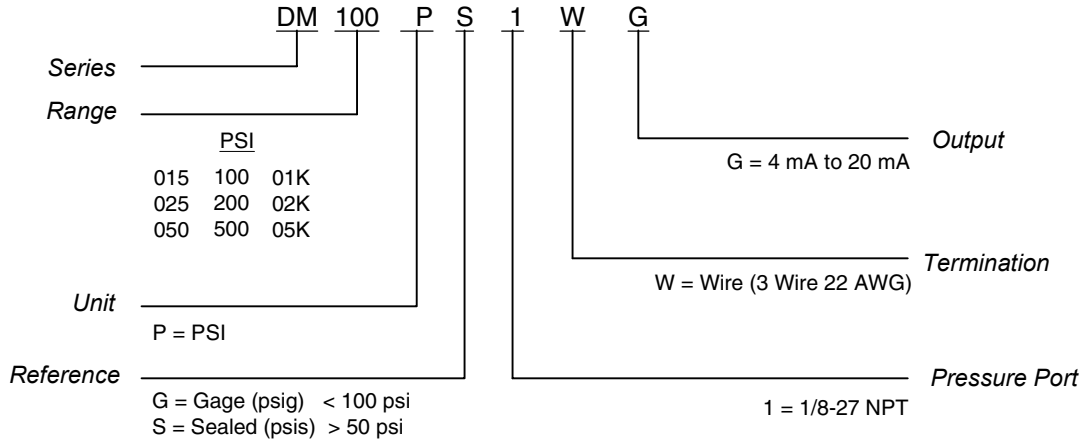 DM 100 P S 1 W G
Series
Range
PSI
015 100 01K
025 200 02K
050 500 05K
Output
G = 4 mA to 20 mA
Termination
W = Wire (3 Wire 22 AWG)
Unit
P = PSI
Reference
G = Gage (psig) < 100 psi
S = Sealed (psis) > 50 psi
Pressure Port
1 = 1/8-27 NPT